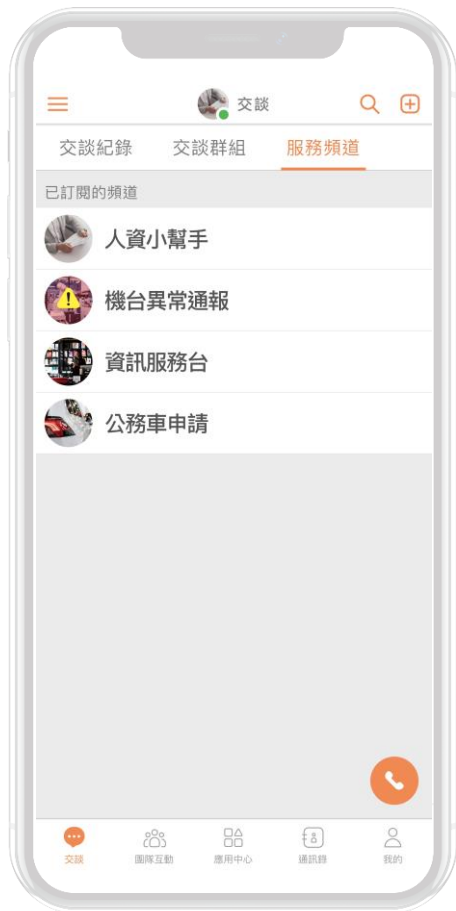 交談
交談紀錄 交談群組 服務頻道
已訂閱的頻道
人資小幫手
機台異常通報
資訊服務台
公務車申請
交談 團隊互動 應用中心 通訊錄 我的